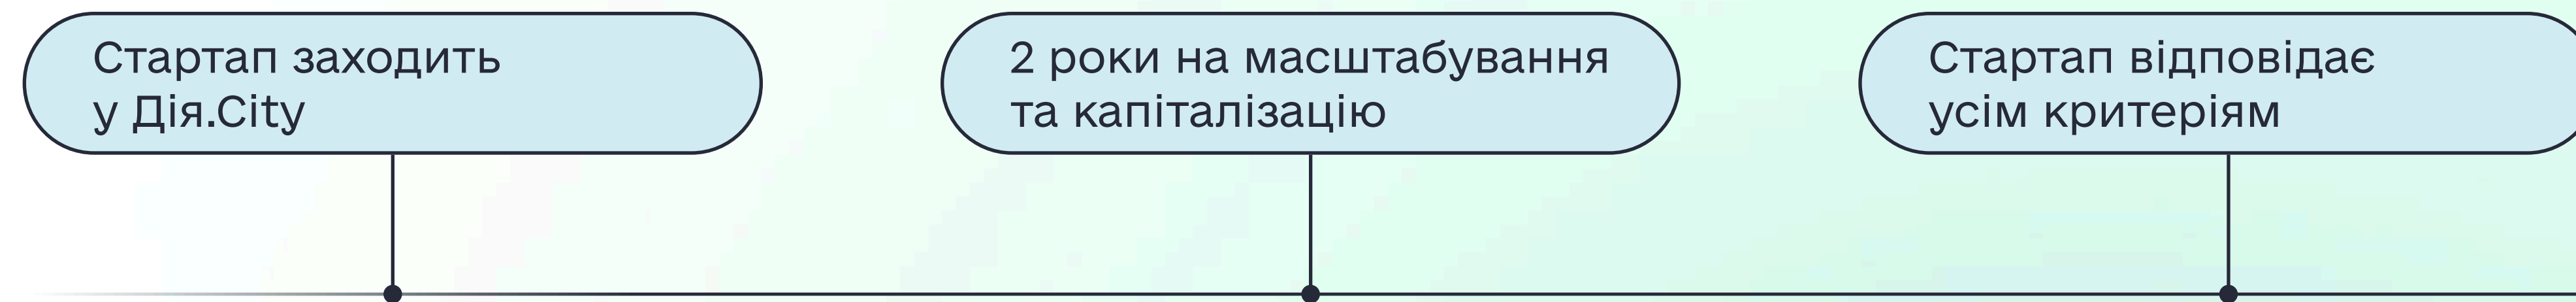 Стартап заходить
у Дія.City
2 роки на масштабування
та капіталізацію
Стартап відповідає
усім критеріям